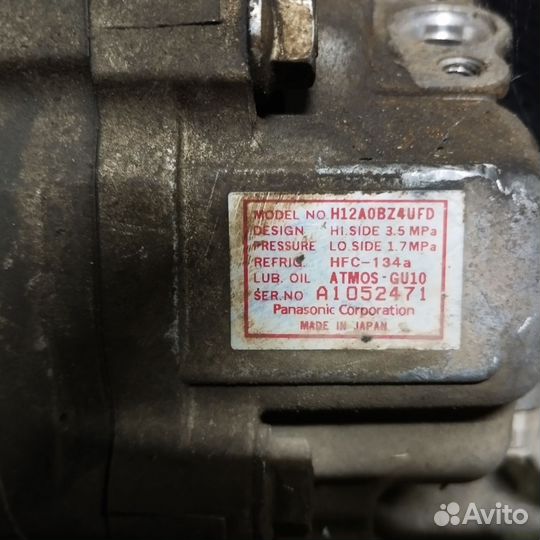 MODEL NO. H12A0BZ4UFD
DESIGN HI.SIDE 3.5 MPa
PRESSURE LO.SIDE 1.7MPa
REFRIG. HFC-134a
LUB. OIL ATMOS-GU10
SER.NO A1052471
Panasonic Corporation
MADE IN JAPAN
Avito